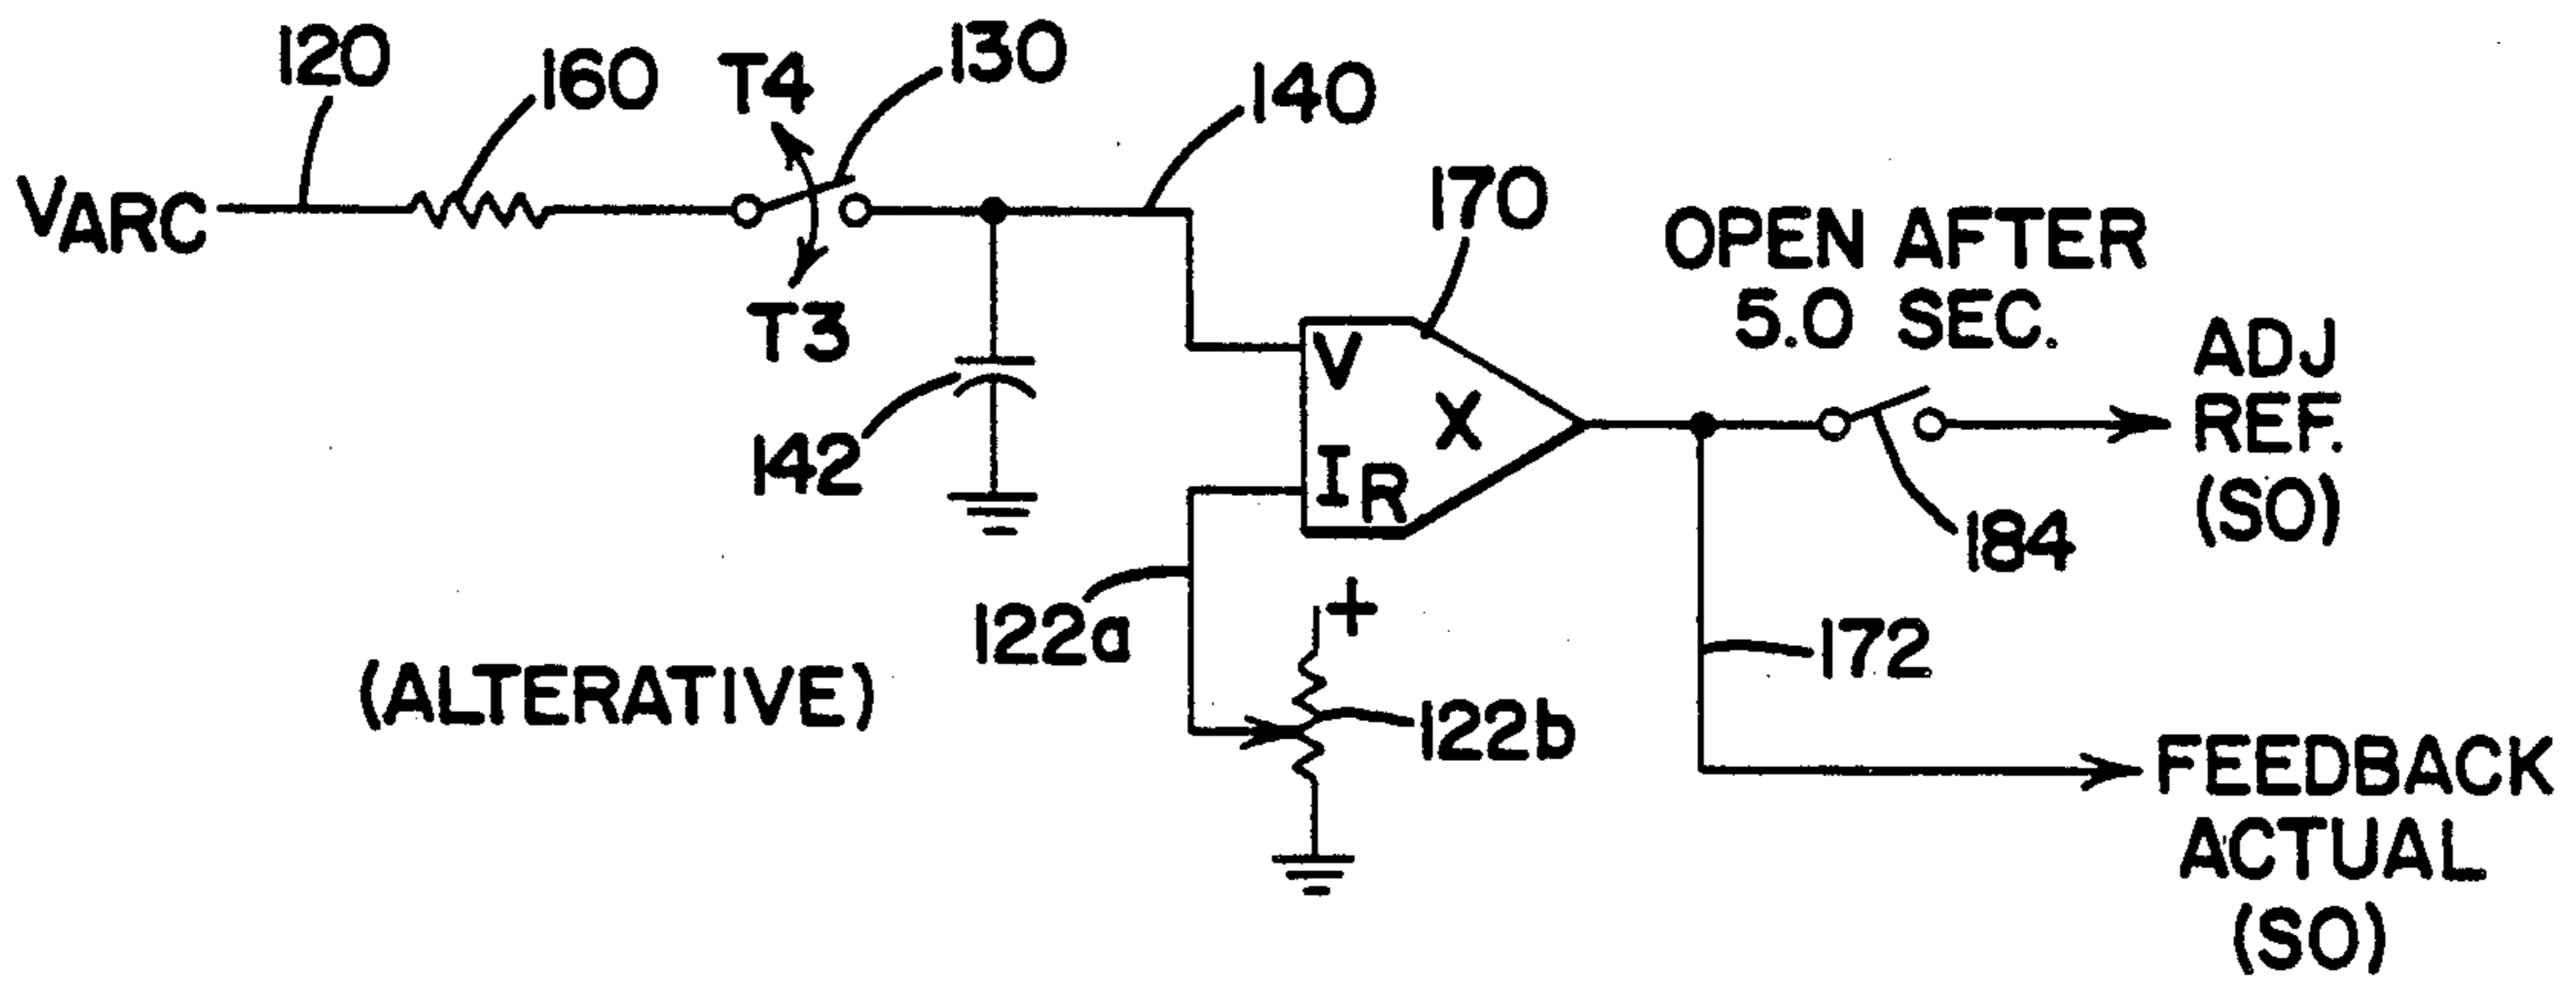 120
160
T4
130
140
VARC
T3
142
170
V
X
IR
OPEN AFTER
5.0 SEC.
ADJ
REF.
(SO)
184
122a
+
122b
172
(ALTERATIVE)
FEEDBACK
ACTUAL
(SO)